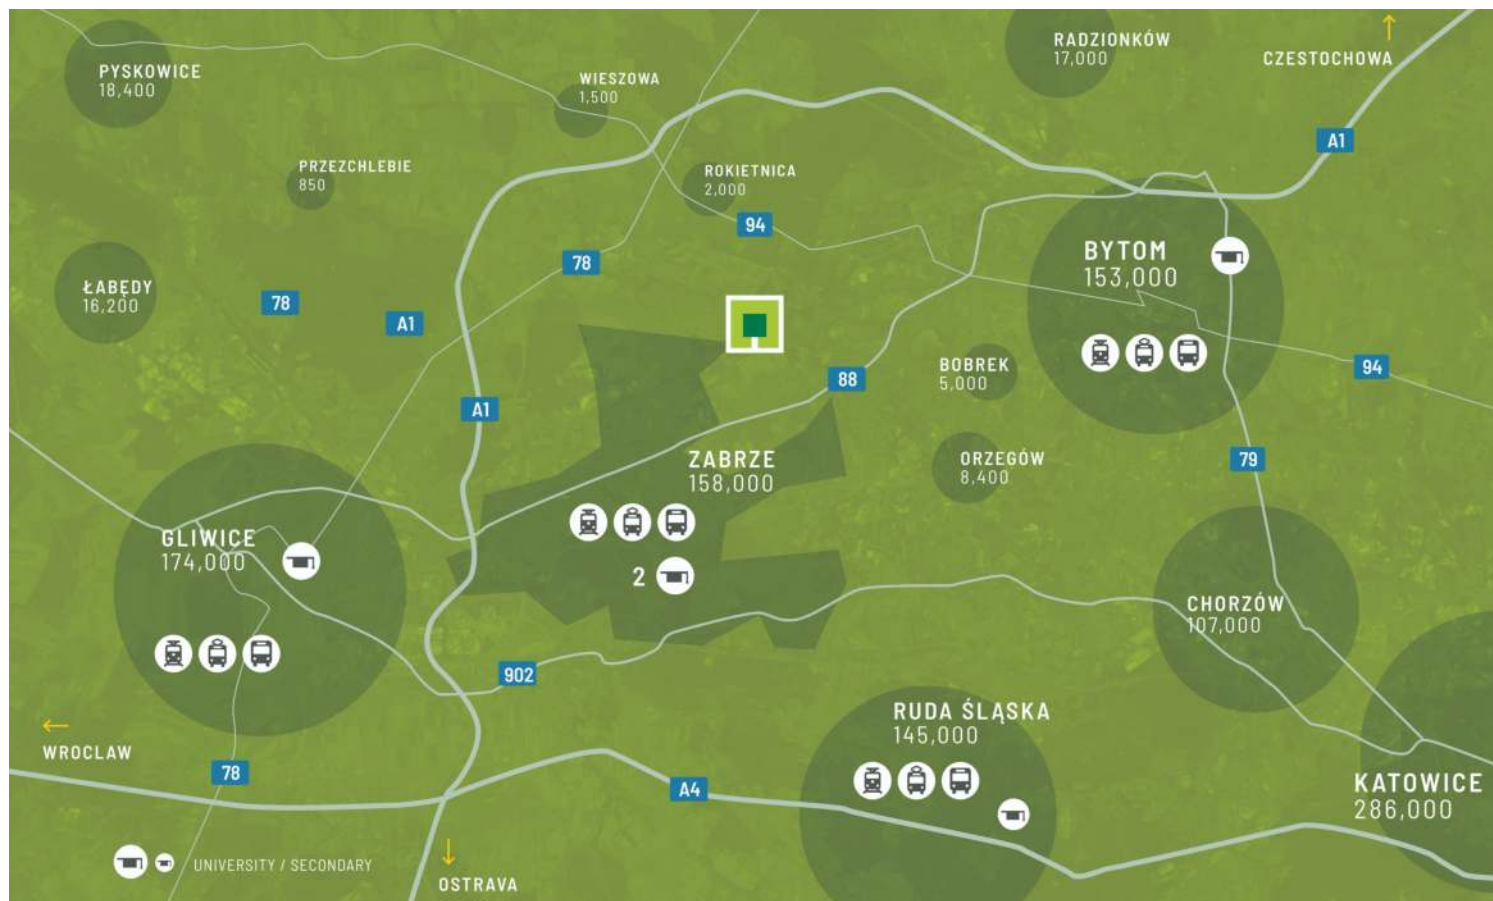 RADZIONKÓW
17,000
CZESTOCHOWA
PYSKOWICE
18,400
WIESZOWA
1,500
A1
PRZEZCHLEBIE
850
ROKIETNICA
2,000
94
BYTOM
153,000
78
ŁABĘDY
16,200
78
A1
BOBREK
5,000
94
88
A1
ZABRZE
158,000
ORZEGÓW
8,400
79
GLIWICE
174,000
2
CHORZÓW
107,000
902
RUDA ŚLĄSKA
145,000
WROCLAW
78
A4
KATOWICE
286,000
UNIVERSITY / SECONDARY
OSTRAVA